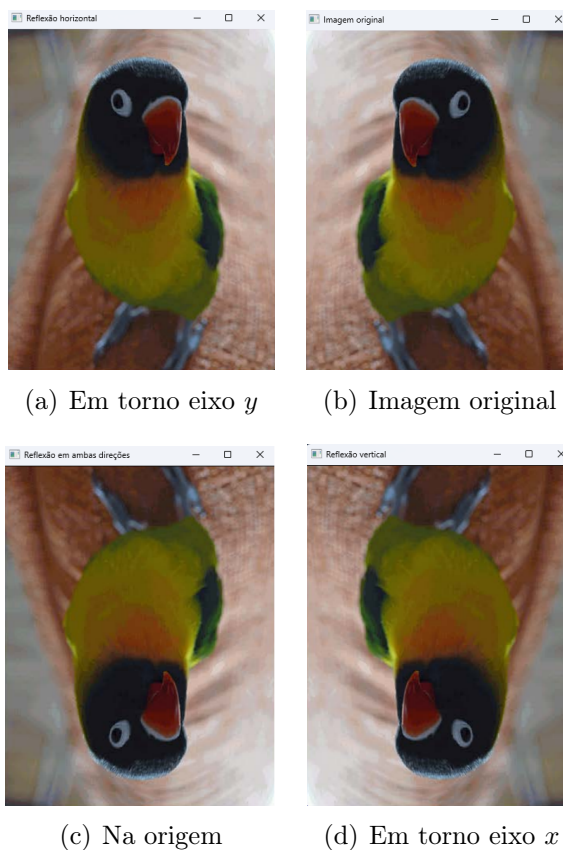 Reflexão horizontal
Imagem original
(a) Em torno eixo y
(b) Imagem original
Reflexão em ambas direções
Reflexão vertical
(c) Na origem
(d) Em torno eixo x